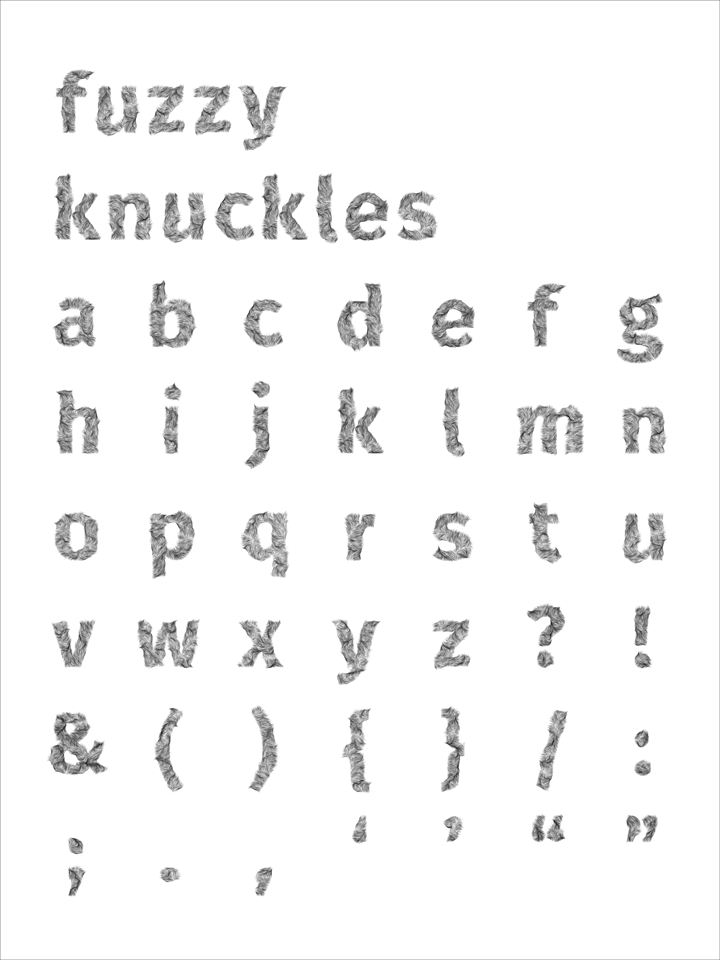 fuzzy
knuckles
a b c d e f g
h i j k l m n
o p q r s t u
v w x y z ? !
& ( ) { } / :
; . , ‘ ’ “ ”